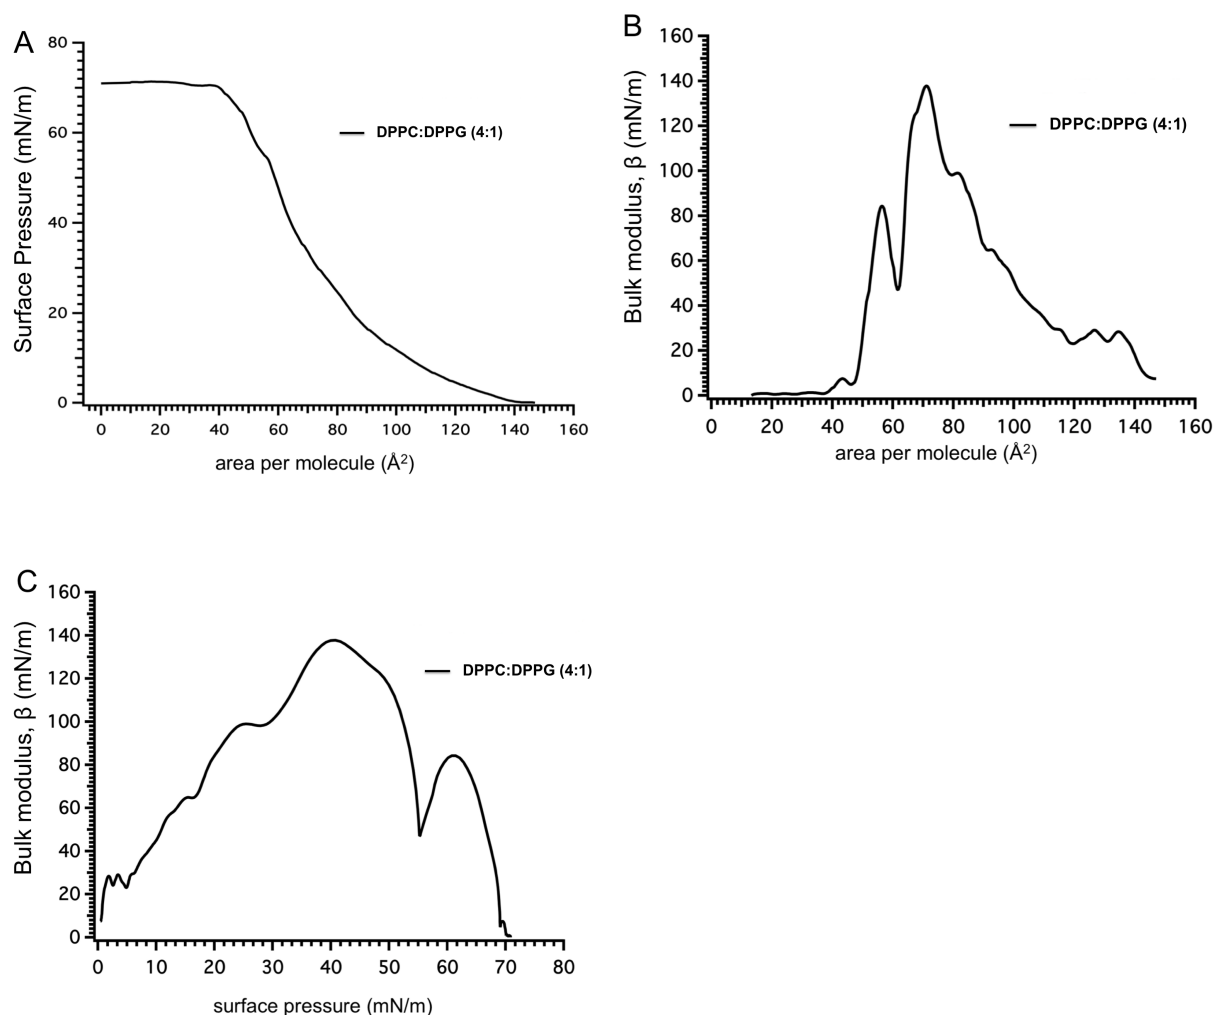 A
80
60
40
20
0
Surface Pressure (mN/m)
DPPC:DPPG (4:1)
0 20 40 60 80 100 120 140 160
area per molecule (Å²)
B
160
140
120
100
80
60
40
20
0
Bulk modulus, β (mN/m)
DPPC:DPPG (4:1)
0 20 40 60 80 100 120 140 160
area per molecule (Å²)
C
160
140
120
100
80
60
40
20
0
Bulk modulus, β (mN/m)
DPPC:DPPG (4:1)
0 10 20 30 40 50 60 70 80
surface pressure (mN/m)